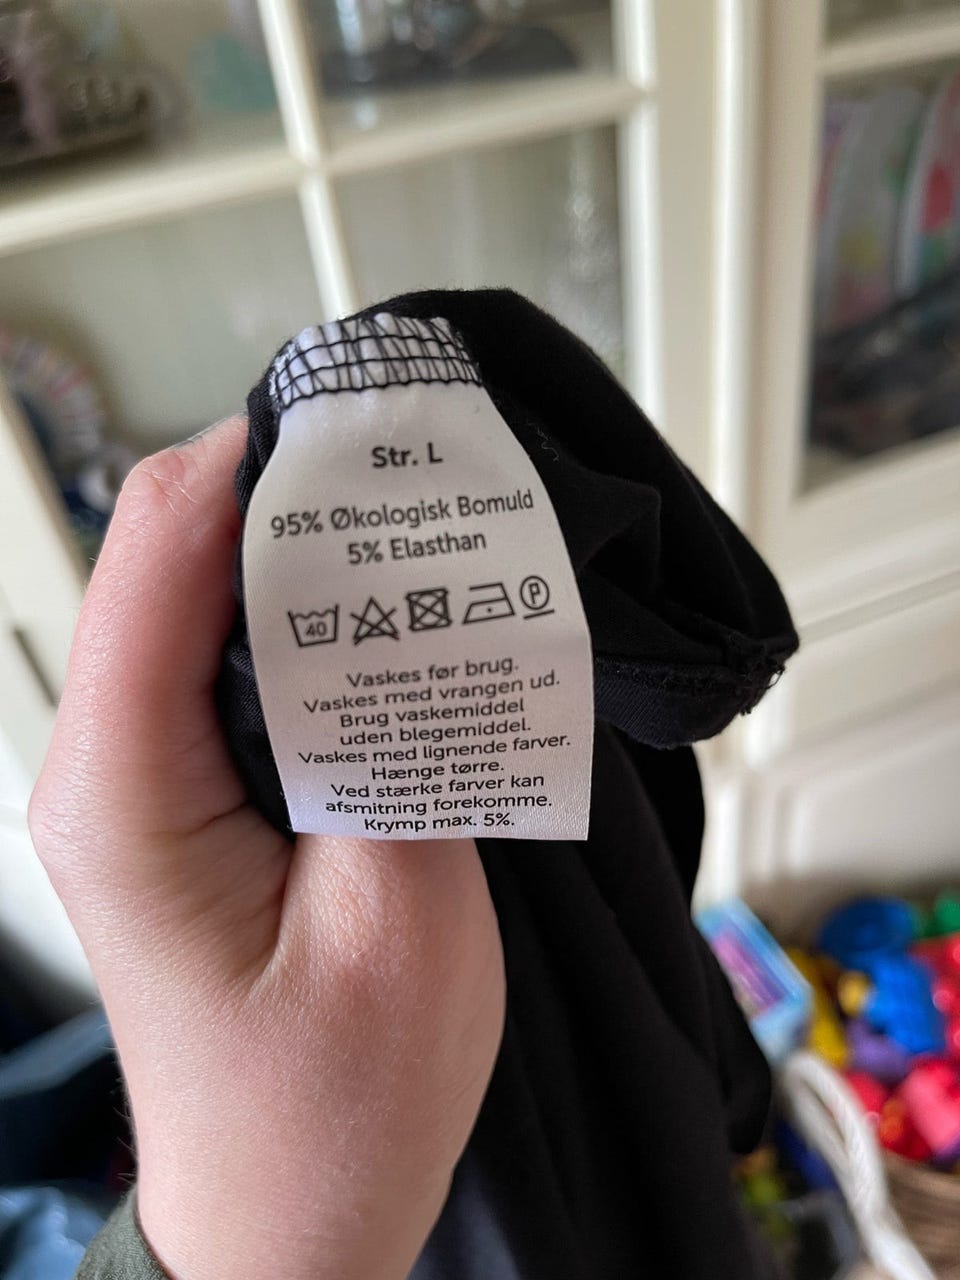 Str. L
95% Økologisk Bomuld
5% Elasthan
40 P
Vaskes før brug.
Vaskes med vrangen ud.
Brug vaskemiddel
uden blegemiddel.
Vaskes med lignende farver.
Hænge tørre.
Ved stærke farver kan
afsmitning forekomme.
Krymp max. 5%.